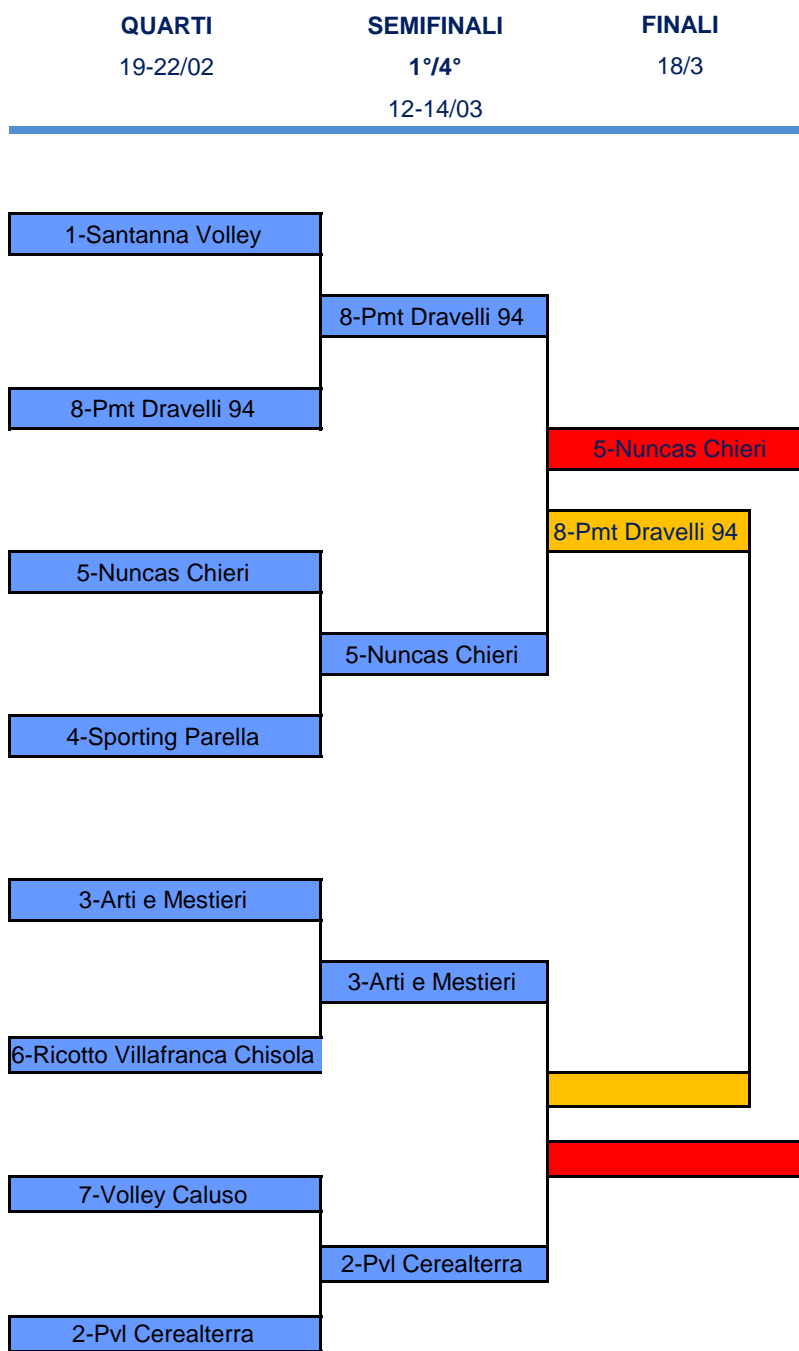 QUARTI SEMIFINALI FINALI
19-22/02 1°/4° 18/3
12-14/03
1-Santanna Volley
8-Pmt Dravelli 94
8-Pmt Dravelli 94
5-Nuncas Chieri
8-Pmt Dravelli 94
5-Nuncas Chieri
5-Nuncas Chieri
4-Sporting Parella
3-Arti e Mestieri
3-Arti e Mestieri
6-Ricotto Villafranca Chisola
7-Volley Caluso
2-Pvl Cerealterra
2-Pvl Cerealterra